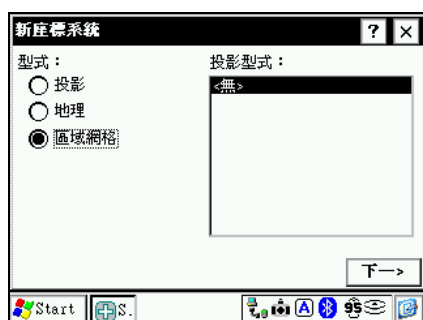 新座標系統 ? ×
型式：
投影
地理
區域網格
投影型式：
<無>
下一>
Start S. A 95